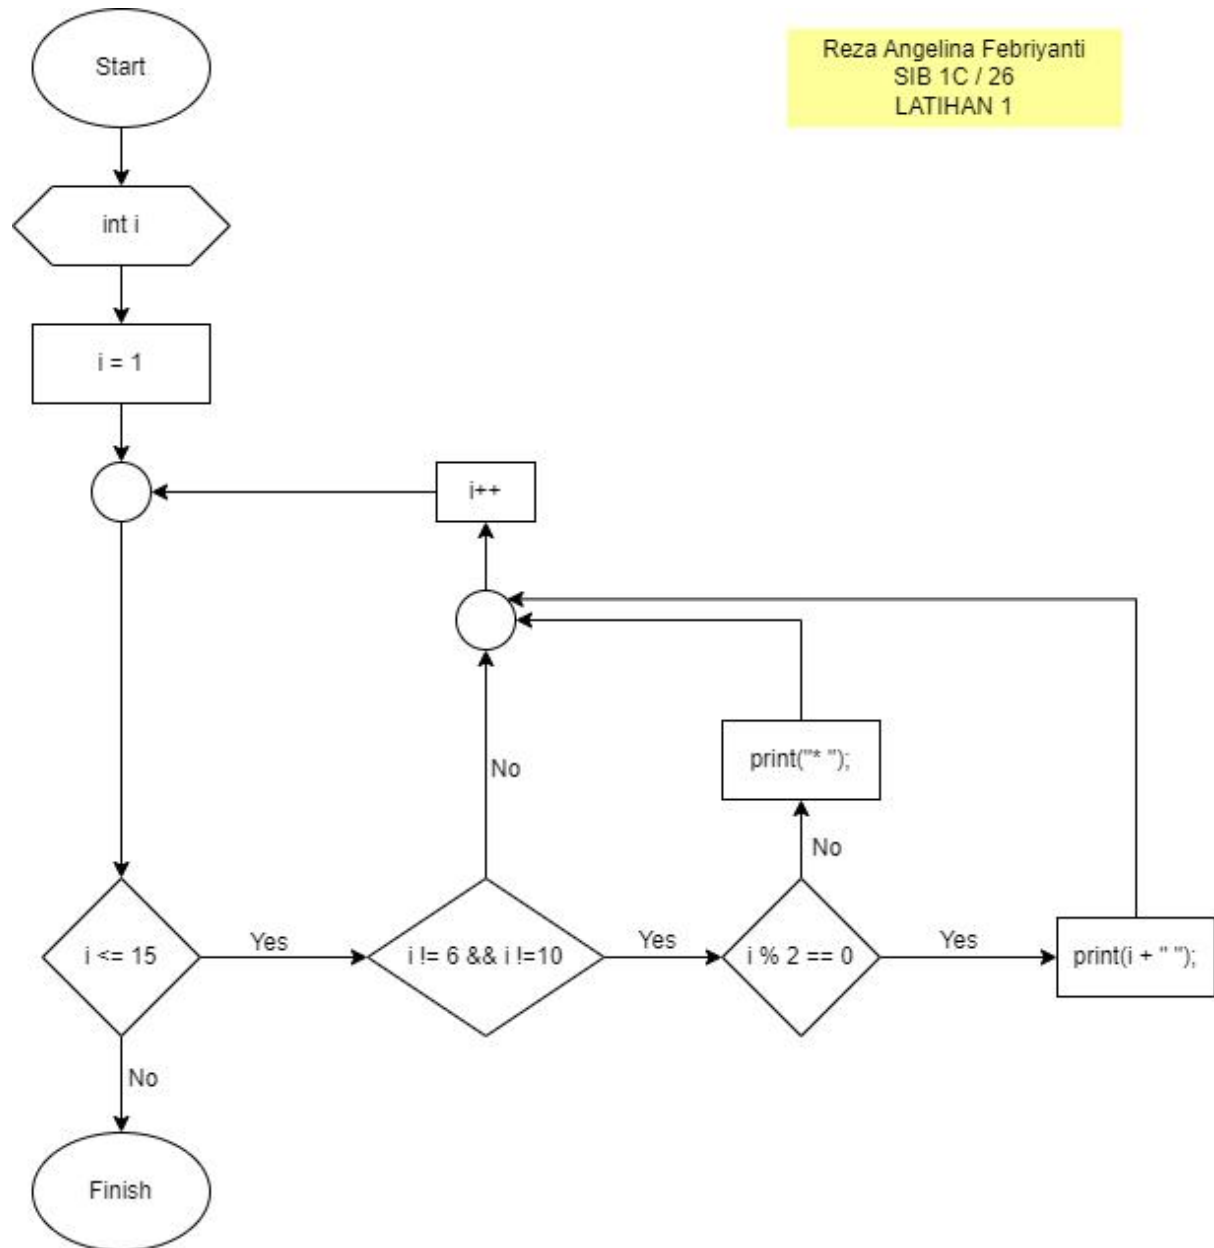 Start
Reza Angelina Febriyanti
SIB 1C / 26
LATIHAN 1
int i
i = 1
i++
print("* ");
No
No
i <= 15
Yes
i != 6 && i !=10
Yes
i % 2 == 0
Yes
print(i + " ");
No
Finish